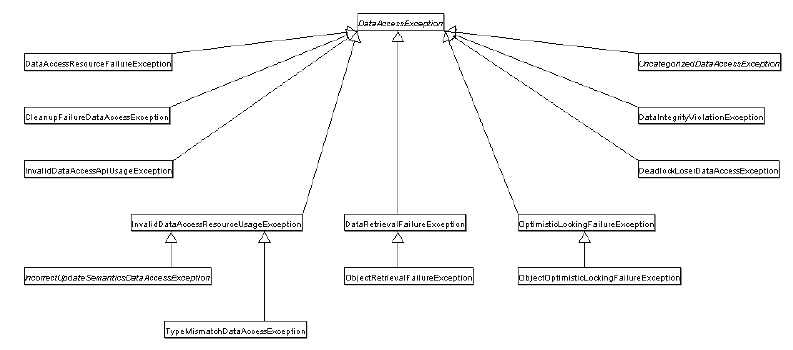 DataAccessException
DataAccessResourceFailureException
UncategorizedDataAccessException
CleanupFailureDataAccessException
DataIntegrityViolationException
InvalidDataAccessApiUsageException
DeadlockLoserDataAccessException
InvalidDataAccessResourceUsageException
DataRetrievalFailureException
OptimisticLockingFailureException
IncorrectUpdateSemanticsDataAccessException
ObjectRetrievalFailureException
ObjectOptimisticLockingFailureException
TypeMismatchDataAccessException